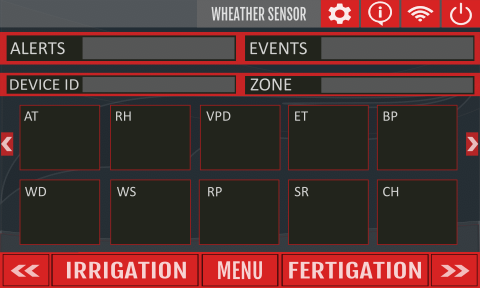 WHEATHER SENSOR
ALERTS EVENTS
DEVICE ID ZONE
AT RH VPD ET BP
WD WS RP SR CH
IRRIGATION MENU FERTIGATION